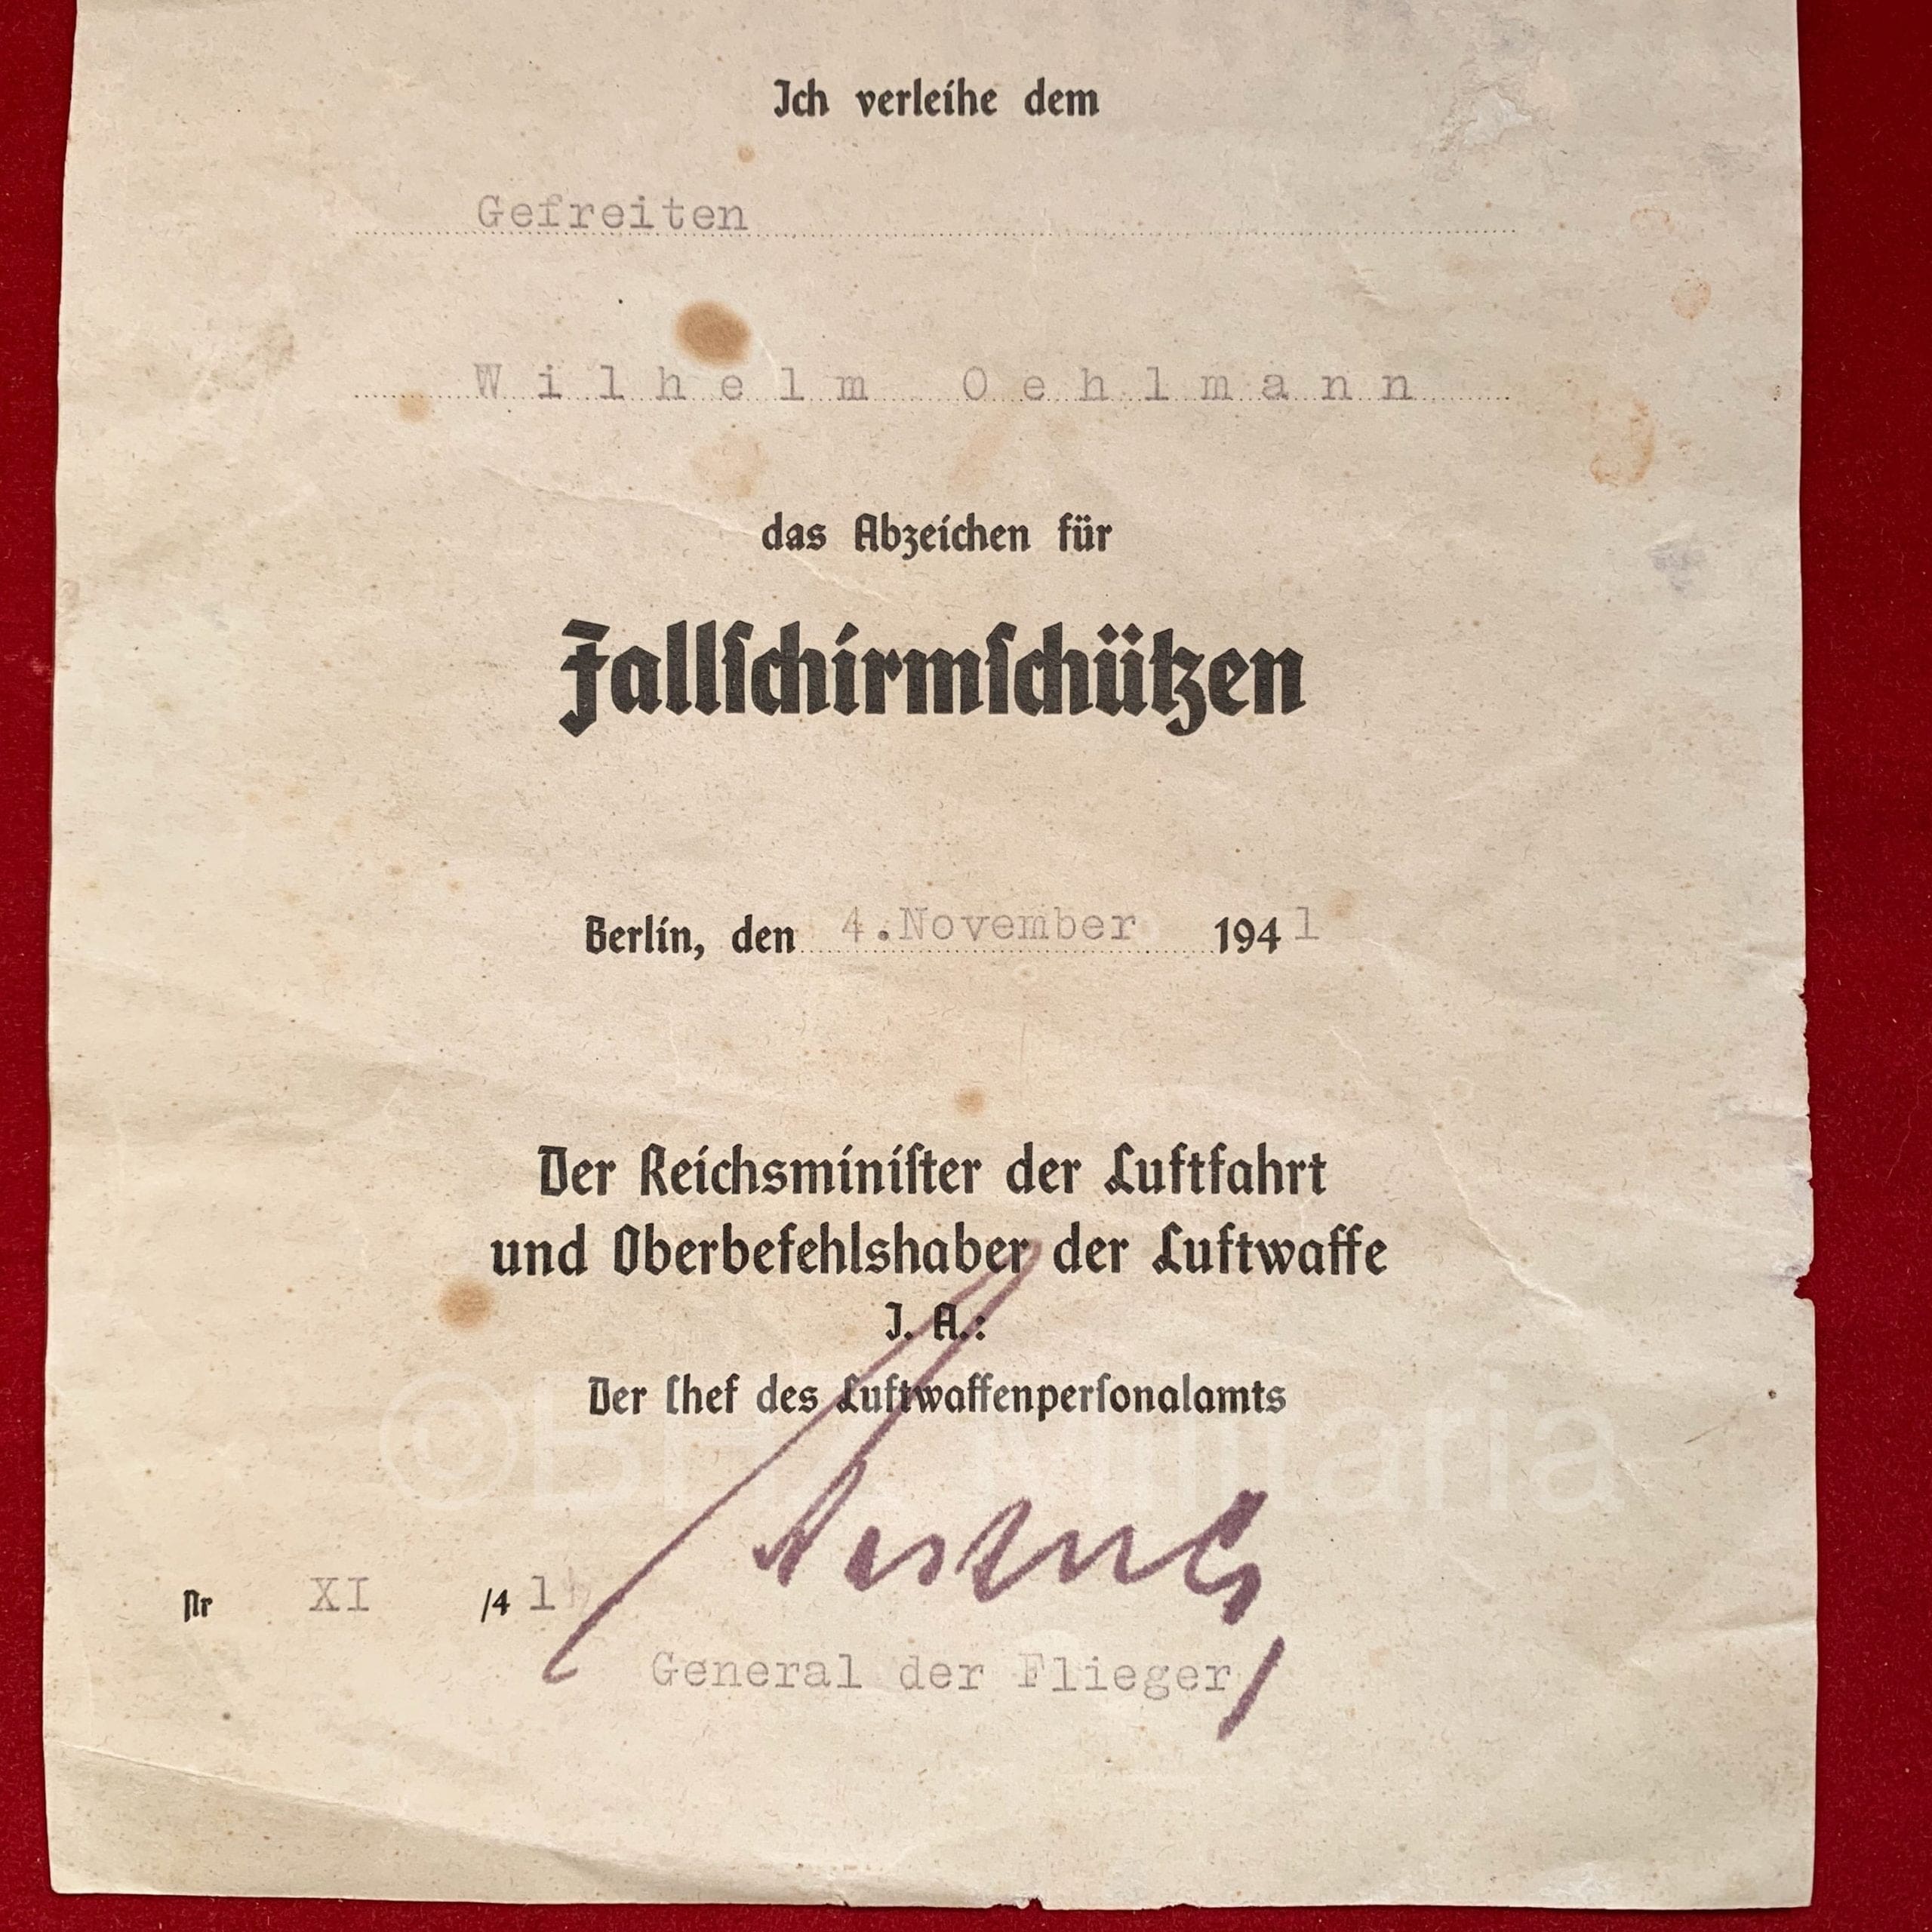 Ich verleihe dem
Gefreiten
Wilhelm Oehlmann
das Abzeichen für
Fallſchirmſchützen
Berlin, den 4.November 1941
Der Reichsminiſter der Luftfahrt
und Oberbefehlshaber der Luftwaffe
J. A.:
Der Chef des Luftwaffenperſonalamts
Nr XI /41
General der Flieger
© Militaria